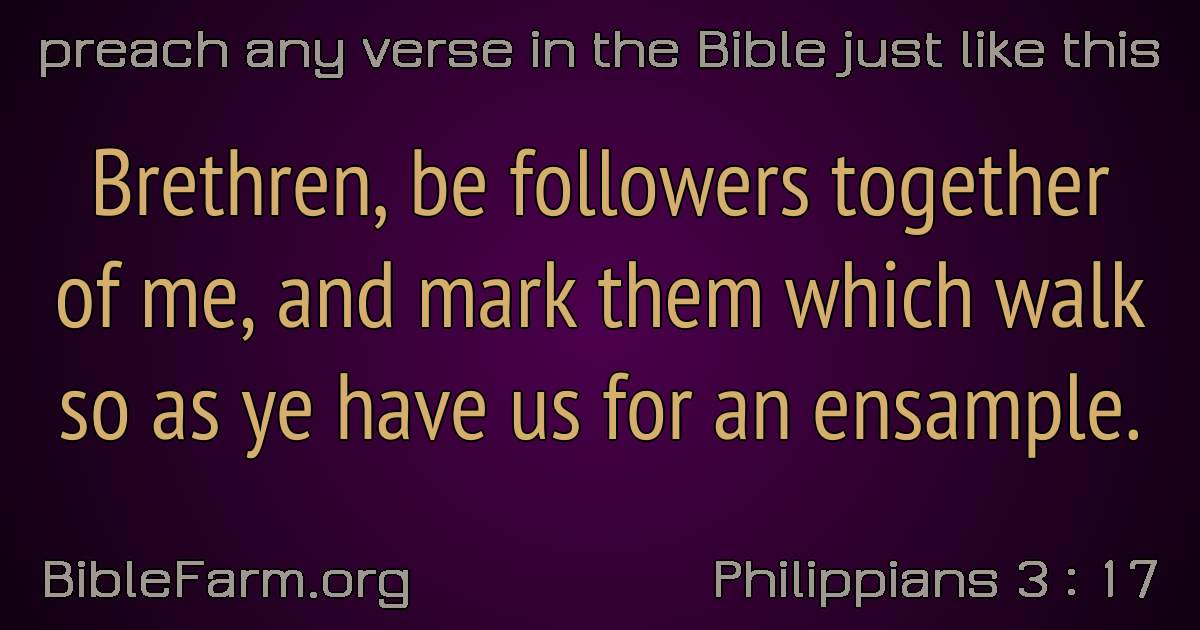 preach any verse in the Bible just like this
Brethren, be followers together
of me, and mark them which walk
so as ye have us for an ensample.
BibleFarm.org
Philippians 3 : 17